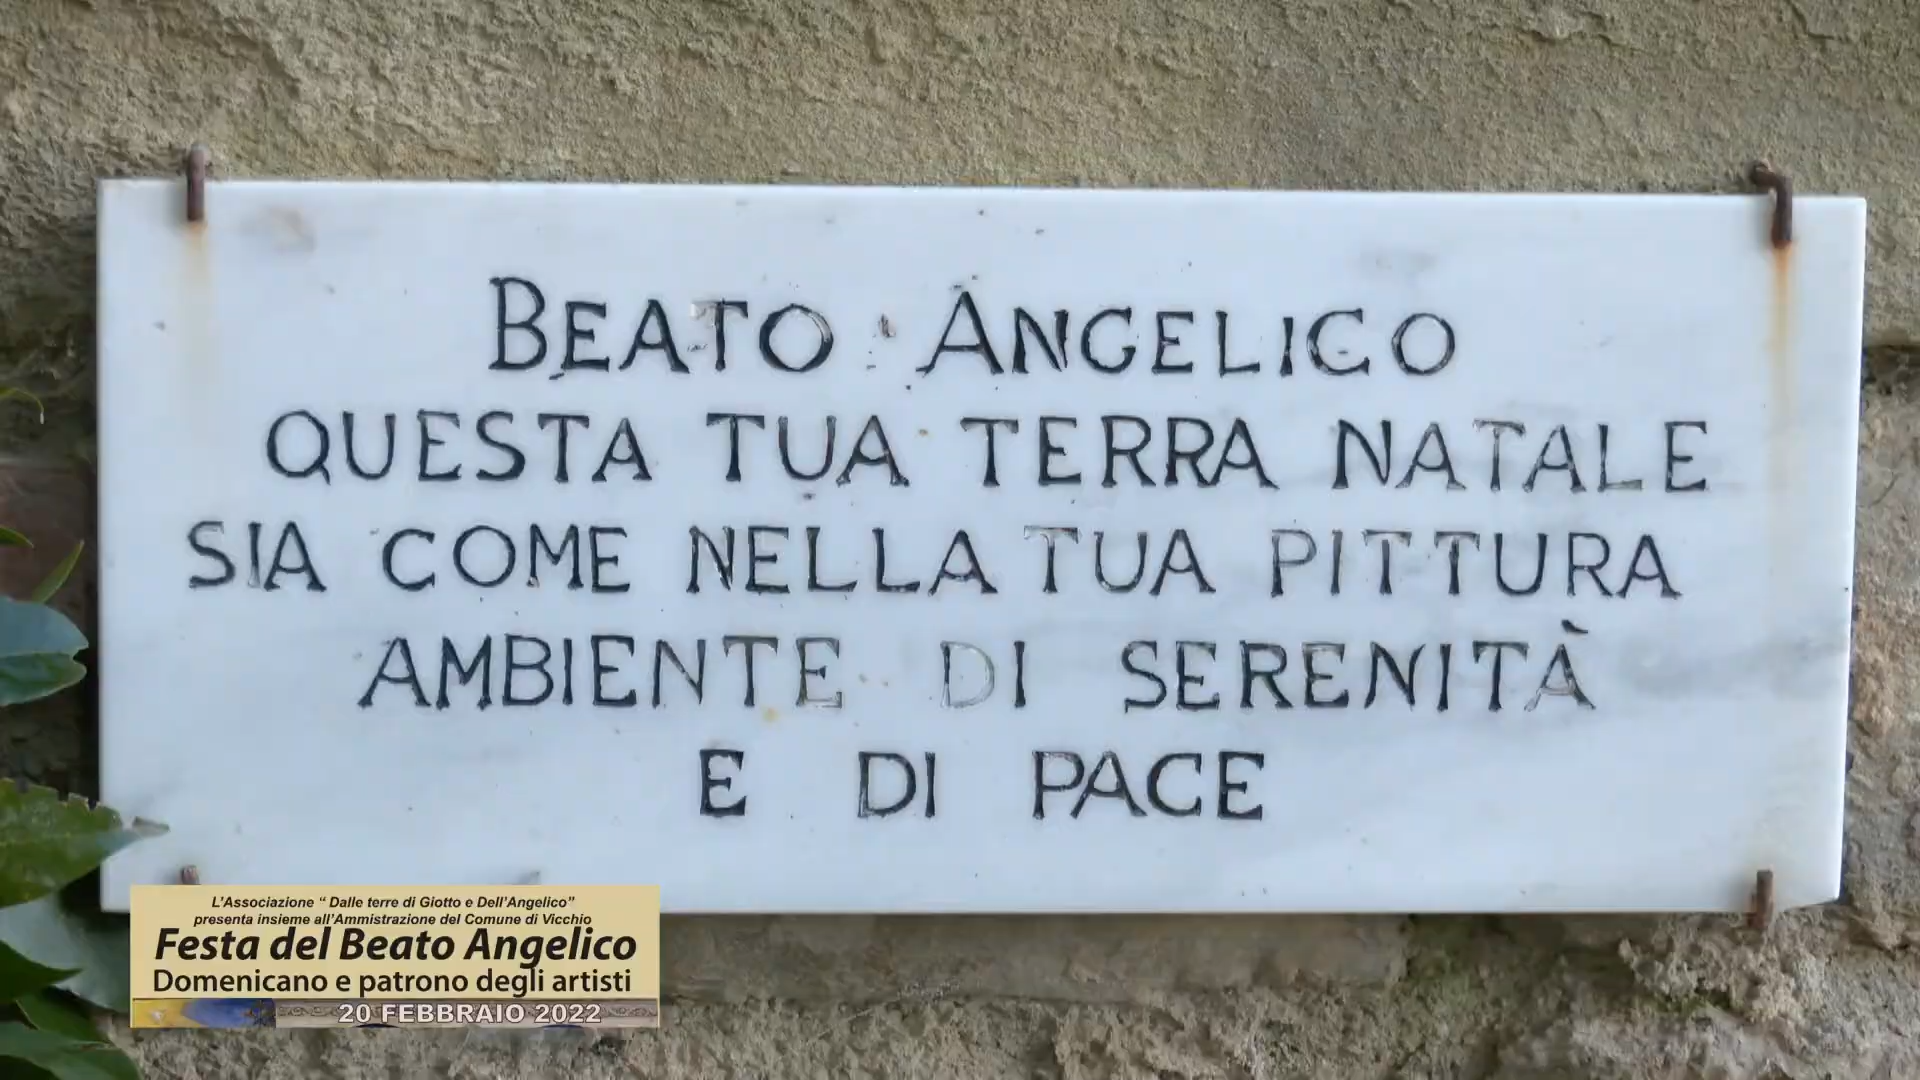 BEATO ANGELICO
QUESTA TUA TERRA NATALE
SIA COME NELLA TUA PITTURA
AMBIENTE DI SERENITÀ
E DI PACE
L'Associazione " Dalle terre di Giotto e Dell'Angelico"
presenta insieme all'Ammistrazione del Comune di Vicchio
Festa del Beato Angelico
Domenicano e patrono degli artisti
20 FEBBRAIO 2022